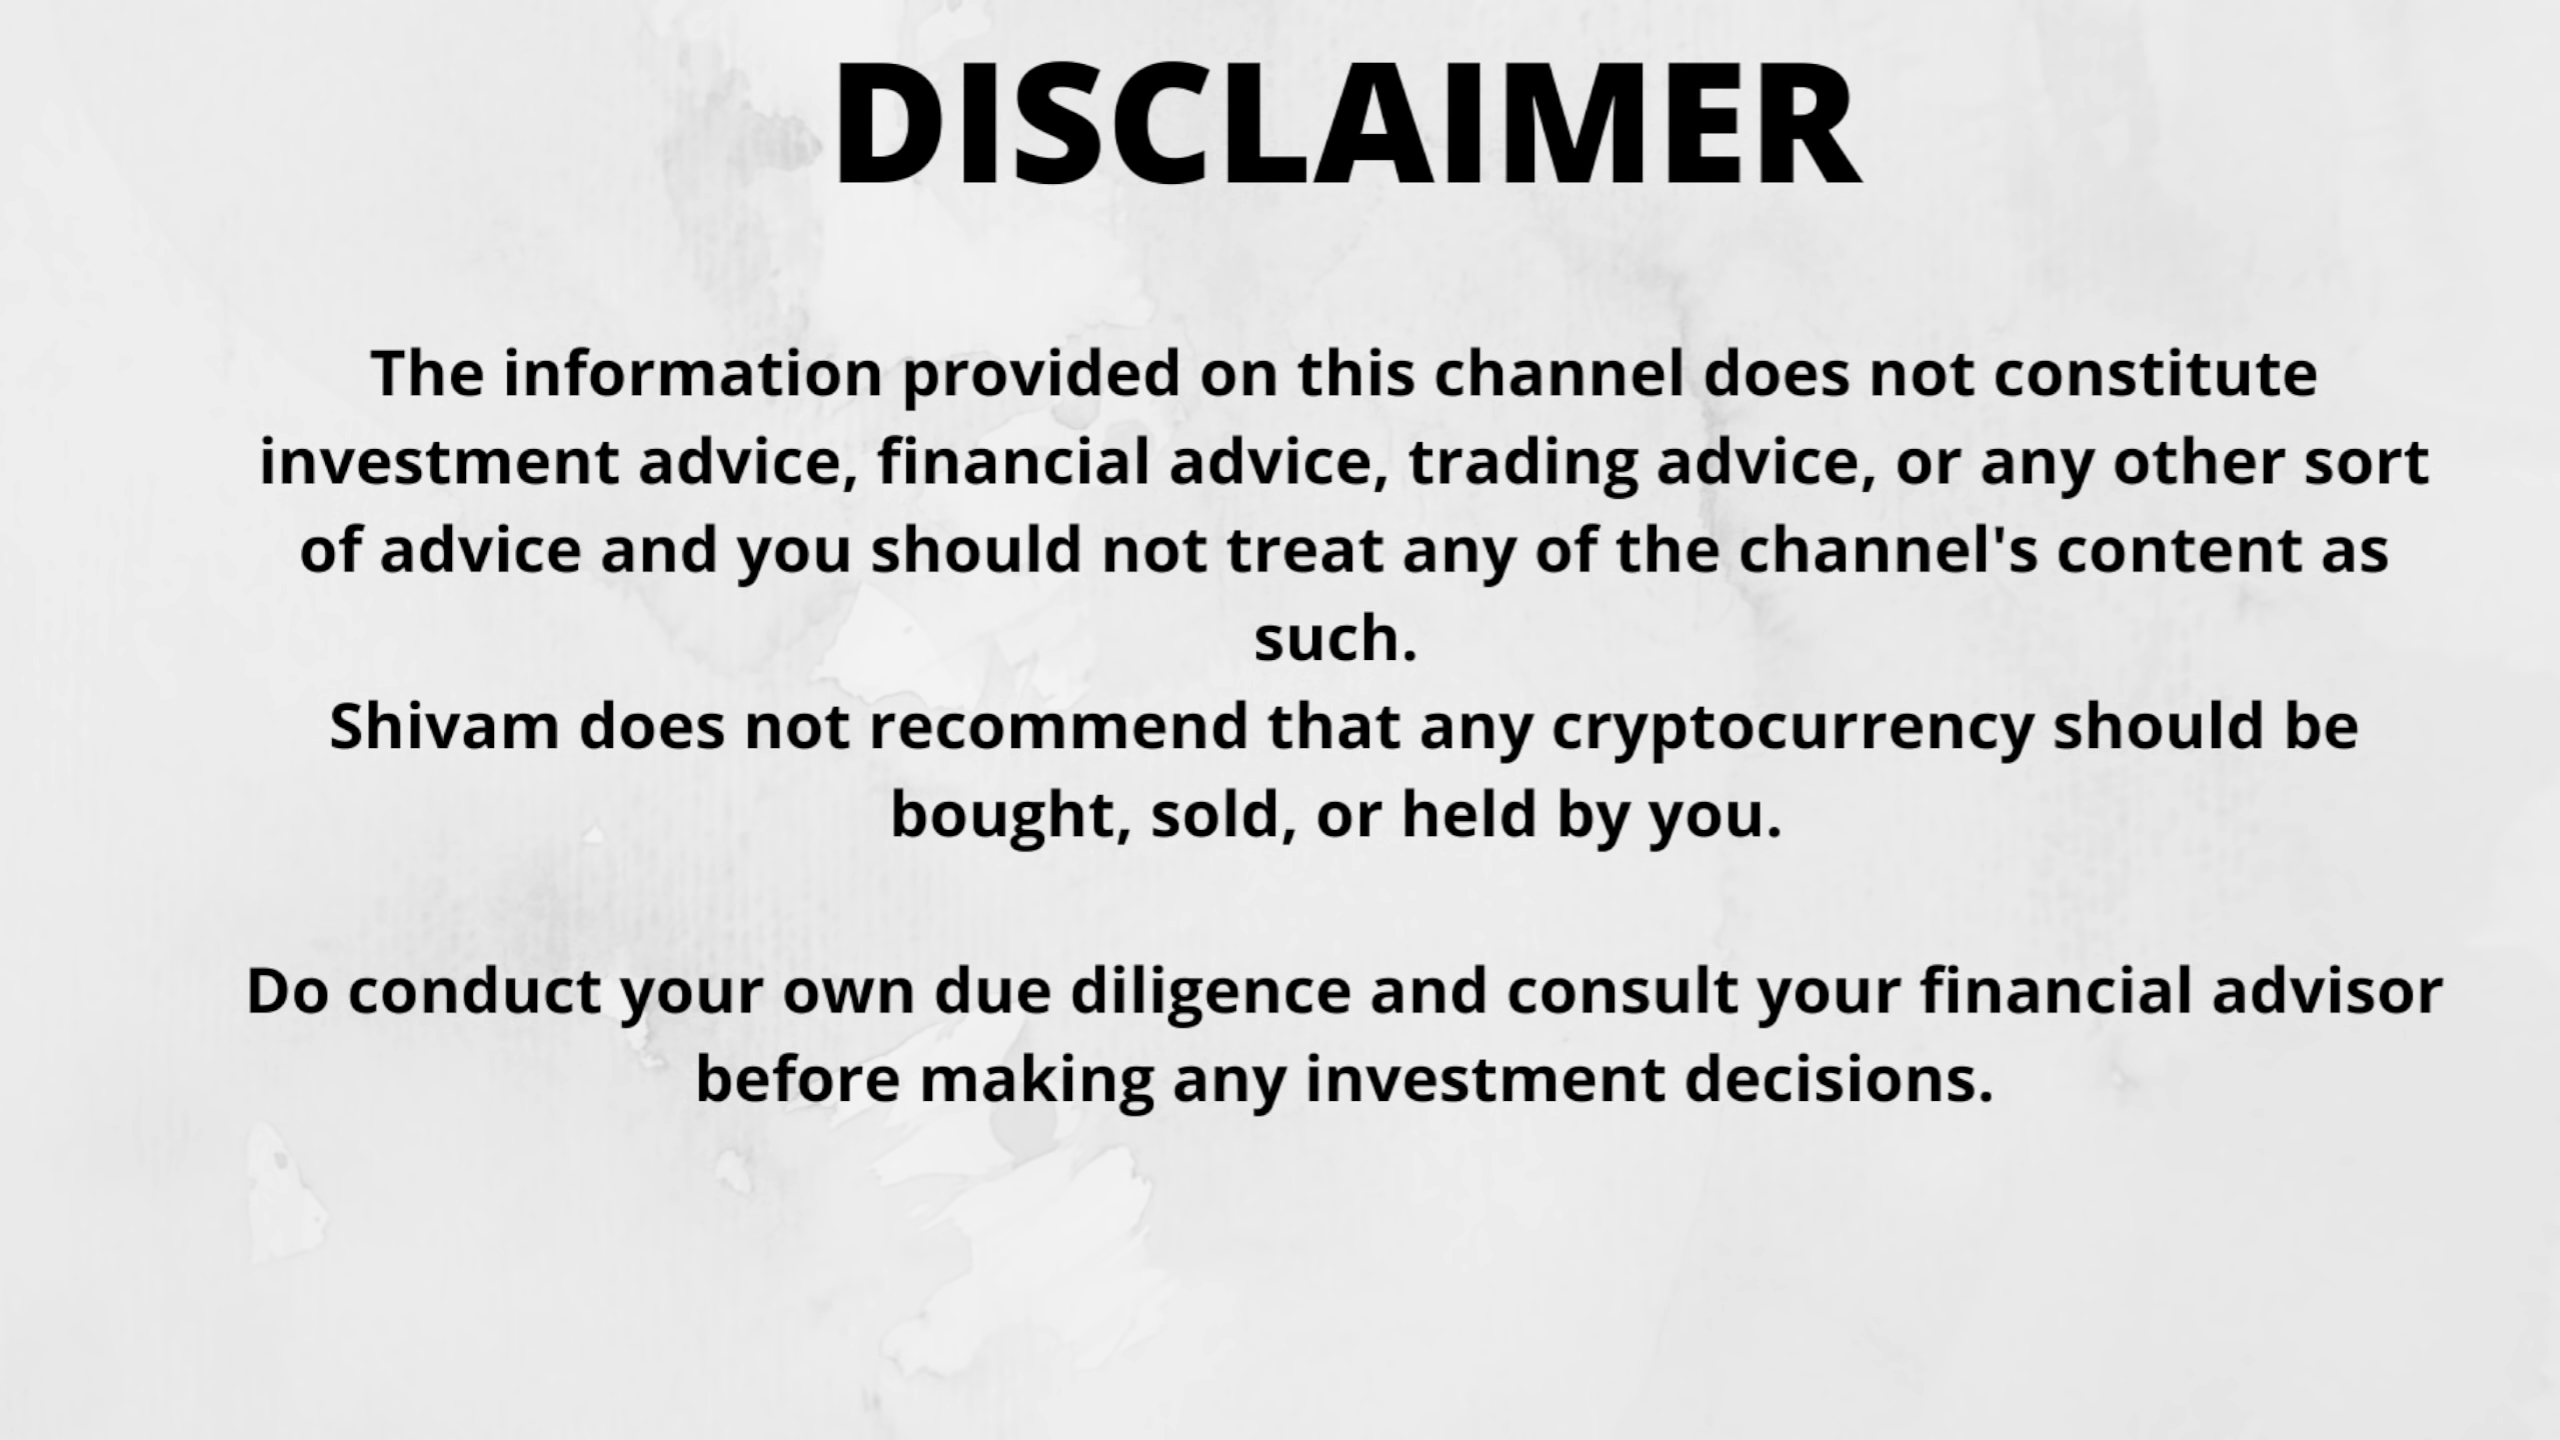 DISCLAIMER
The information provided on this channel does not constitute
investment advice, financial advice, trading advice, or any other sort
of advice and you should not treat any of the channel's content as
such.
Shivam does not recommend that any cryptocurrency should be
bought, sold, or held by you.
Do conduct your own due diligence and consult your financial advisor
before making any investment decisions.